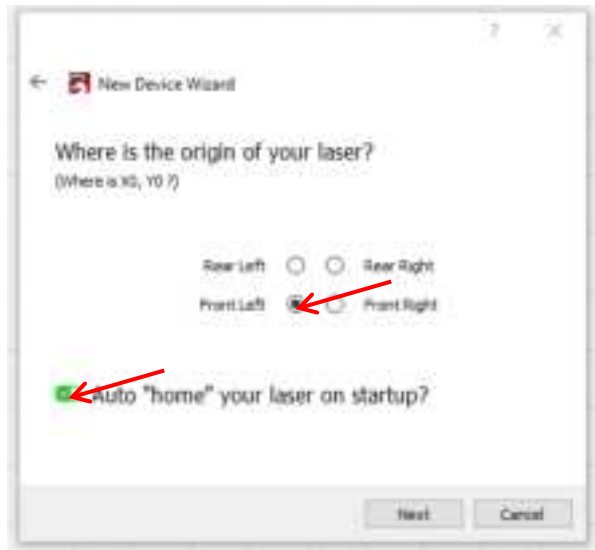 ?
New Device Wizard
Where is the origin of your laser?
(Where is X0, Y0 ?)
Rear Left Rear Right
Front Left Front Right
Auto "home" your laser on startup?
Next Cancel